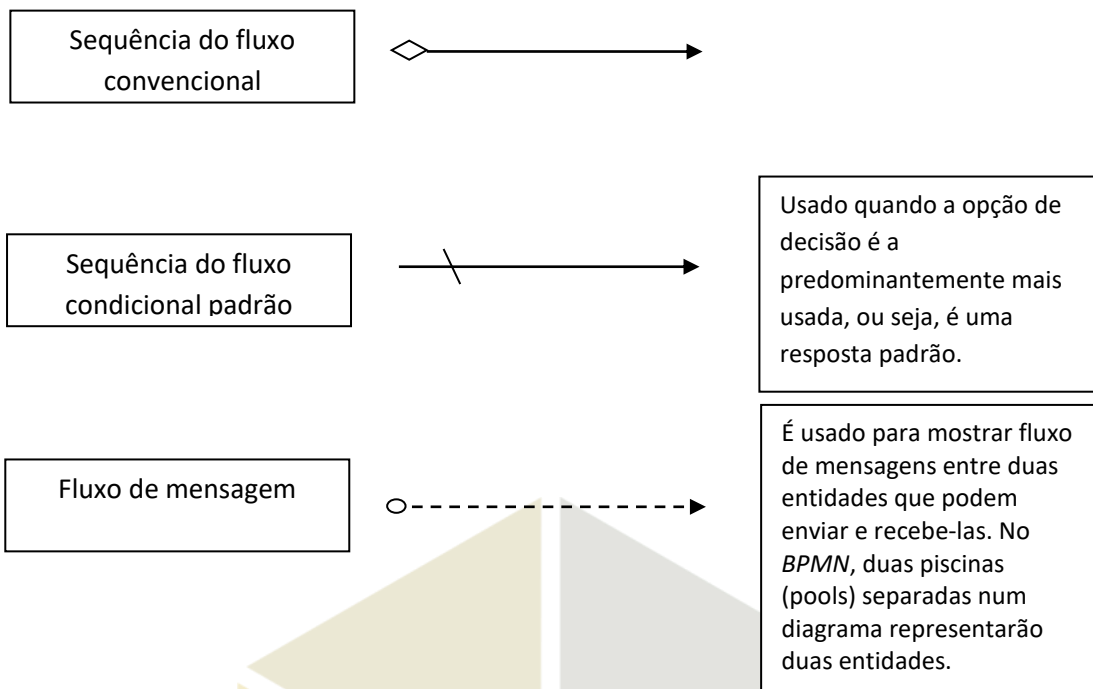 Sequência do fluxo
convencional
Sequência do fluxo
condicional padrão
Usado quando a opção de
decisão é a
predominantemente mais
usada, ou seja, é uma
resposta padrão.
Fluxo de mensagem
É usado para mostrar fluxo
de mensagens entre duas
entidades que podem
enviar e recebe-las. No
BPMN, duas piscinas
(pools) separadas num
diagrama representarão
duas entidades.